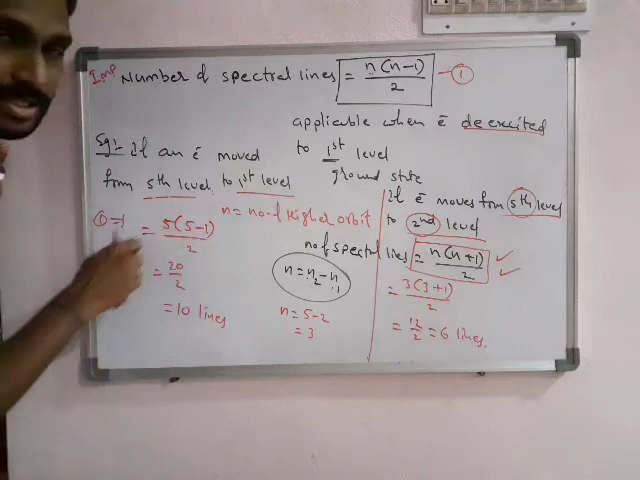 Imp Number of spectral lines = n(n-1)/2 - ①
applicable when ē deexcited
to 1st level
ground state
Eg:- If an ē moved
from 5th level to 1st level
n = no. of Higher orbit
①⇒ = 5(5-1)/2
= 20/2
= 10 lines
If ē moves from 5th level
to 2nd level
no of spectral lines = n(n+1)/2
n = n2 - n1
n = 5-2
= 3
= 3(3+1)/2
= 12/2 = 6 lines.